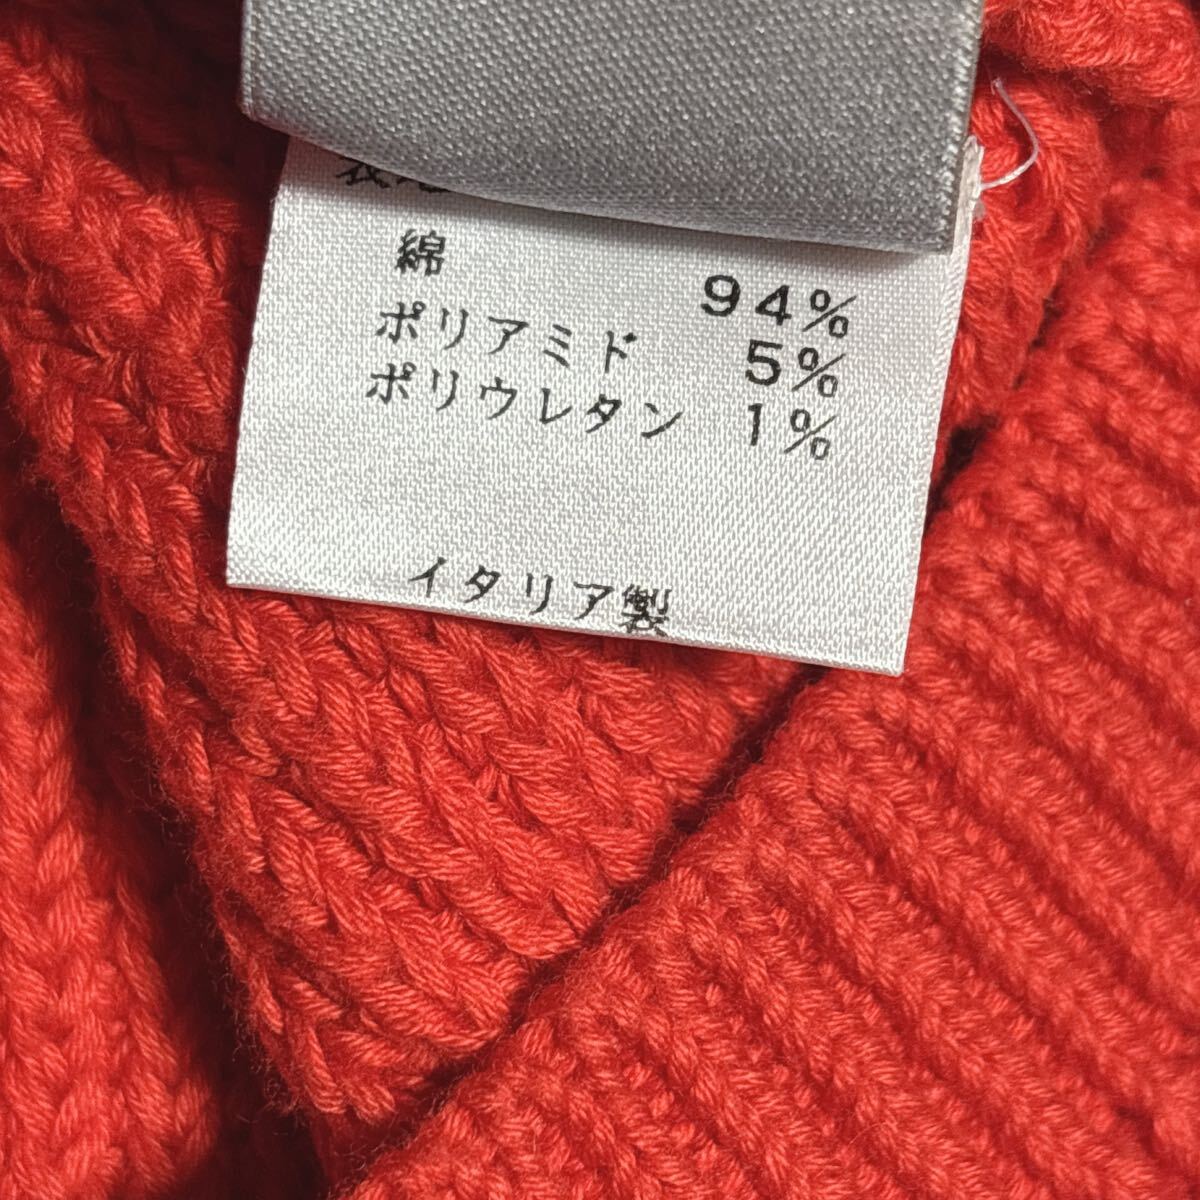 綿 94%
ポリアミド 5%
ポリウレタン 1%
イタリア製